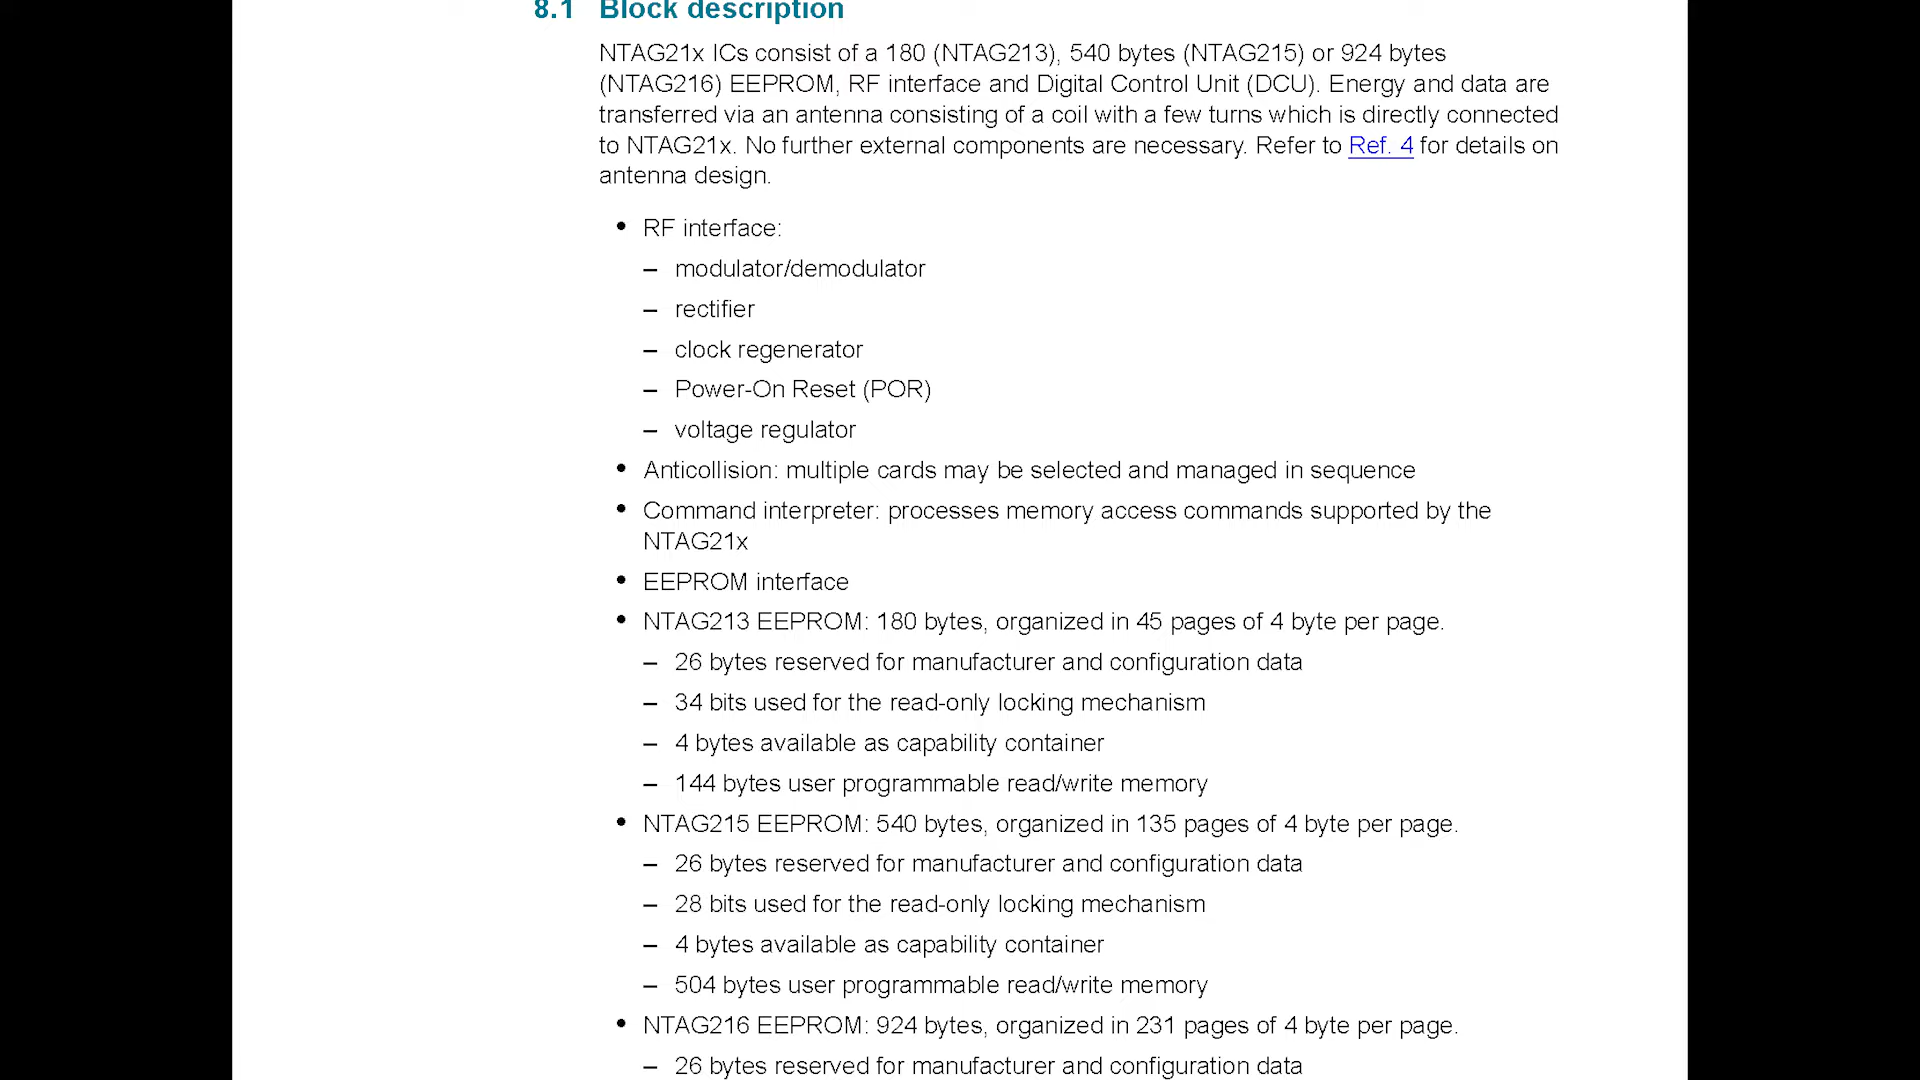 8.1 Block description
NTAG21x ICs consist of a 180 (NTAG213), 540 bytes (NTAG215) or 924 bytes
(NTAG216) EEPROM, RF interface and Digital Control Unit (DCU). Energy and data are
transferred via an antenna consisting of a coil with a few turns which is directly connected
to NTAG21x. No further external components are necessary. Refer to Ref. 4 for details on
antenna design.
• RF interface:
– modulator/demodulator
– rectifier
– clock regenerator
– Power-On Reset (POR)
– voltage regulator
• Anticollision: multiple cards may be selected and managed in sequence
• Command interpreter: processes memory access commands supported by the
NTAG21x
• EEPROM interface
• NTAG213 EEPROM: 180 bytes, organized in 45 pages of 4 byte per page.
– 26 bytes reserved for manufacturer and configuration data
– 34 bits used for the read-only locking mechanism
– 4 bytes available as capability container
– 144 bytes user programmable read/write memory
• NTAG215 EEPROM: 540 bytes, organized in 135 pages of 4 byte per page.
– 26 bytes reserved for manufacturer and configuration data
– 28 bits used for the read-only locking mechanism
– 4 bytes available as capability container
– 504 bytes user programmable read/write memory
• NTAG216 EEPROM: 924 bytes, organized in 231 pages of 4 byte per page.
– 26 bytes reserved for manufacturer and configuration data